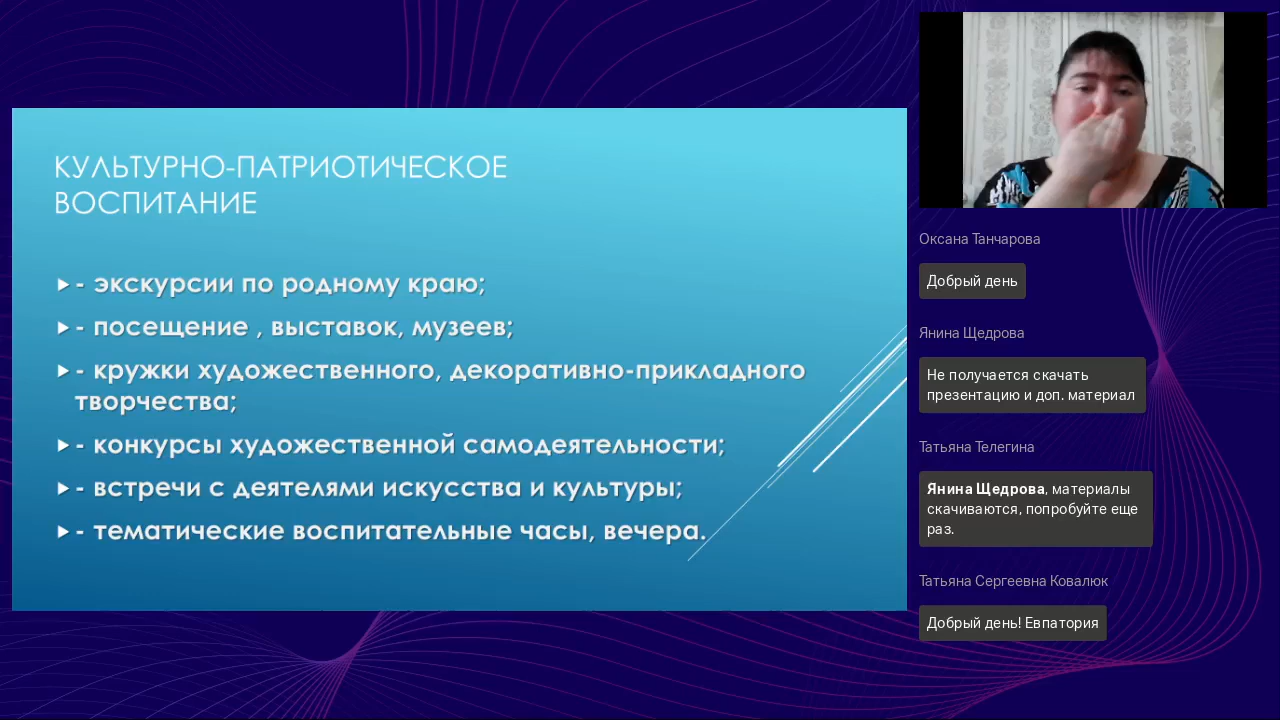 КУЛЬТУРНО-ПАТРИОТИЧЕСКОЕ
ВОСПИТАНИЕ
- экскурсии по родному краю;
- посещение , выставок, музеев;
- кружки художественного, декоративно-прикладного
творчества;
- конкурсы художественной самодеятельности;
- встречи с деятелями искусства и культуры;
- тематические воспитательные часы, вечера.
Оксана Танчарова
Добрый день
Янина Щедрова
Не получается скачать
презентацию и доп. материал
Татьяна Телегина
Янина Щедрова, материалы
скачиваются, попробуйте еще
раз.
Татьяна Сергеевна Ковалюк
Добрый день! Евпатория